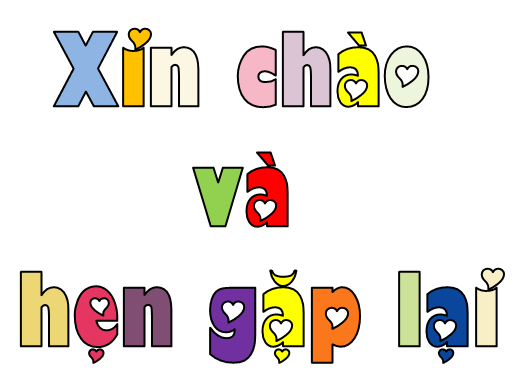 Xin chào
và
hẹn gặp lại